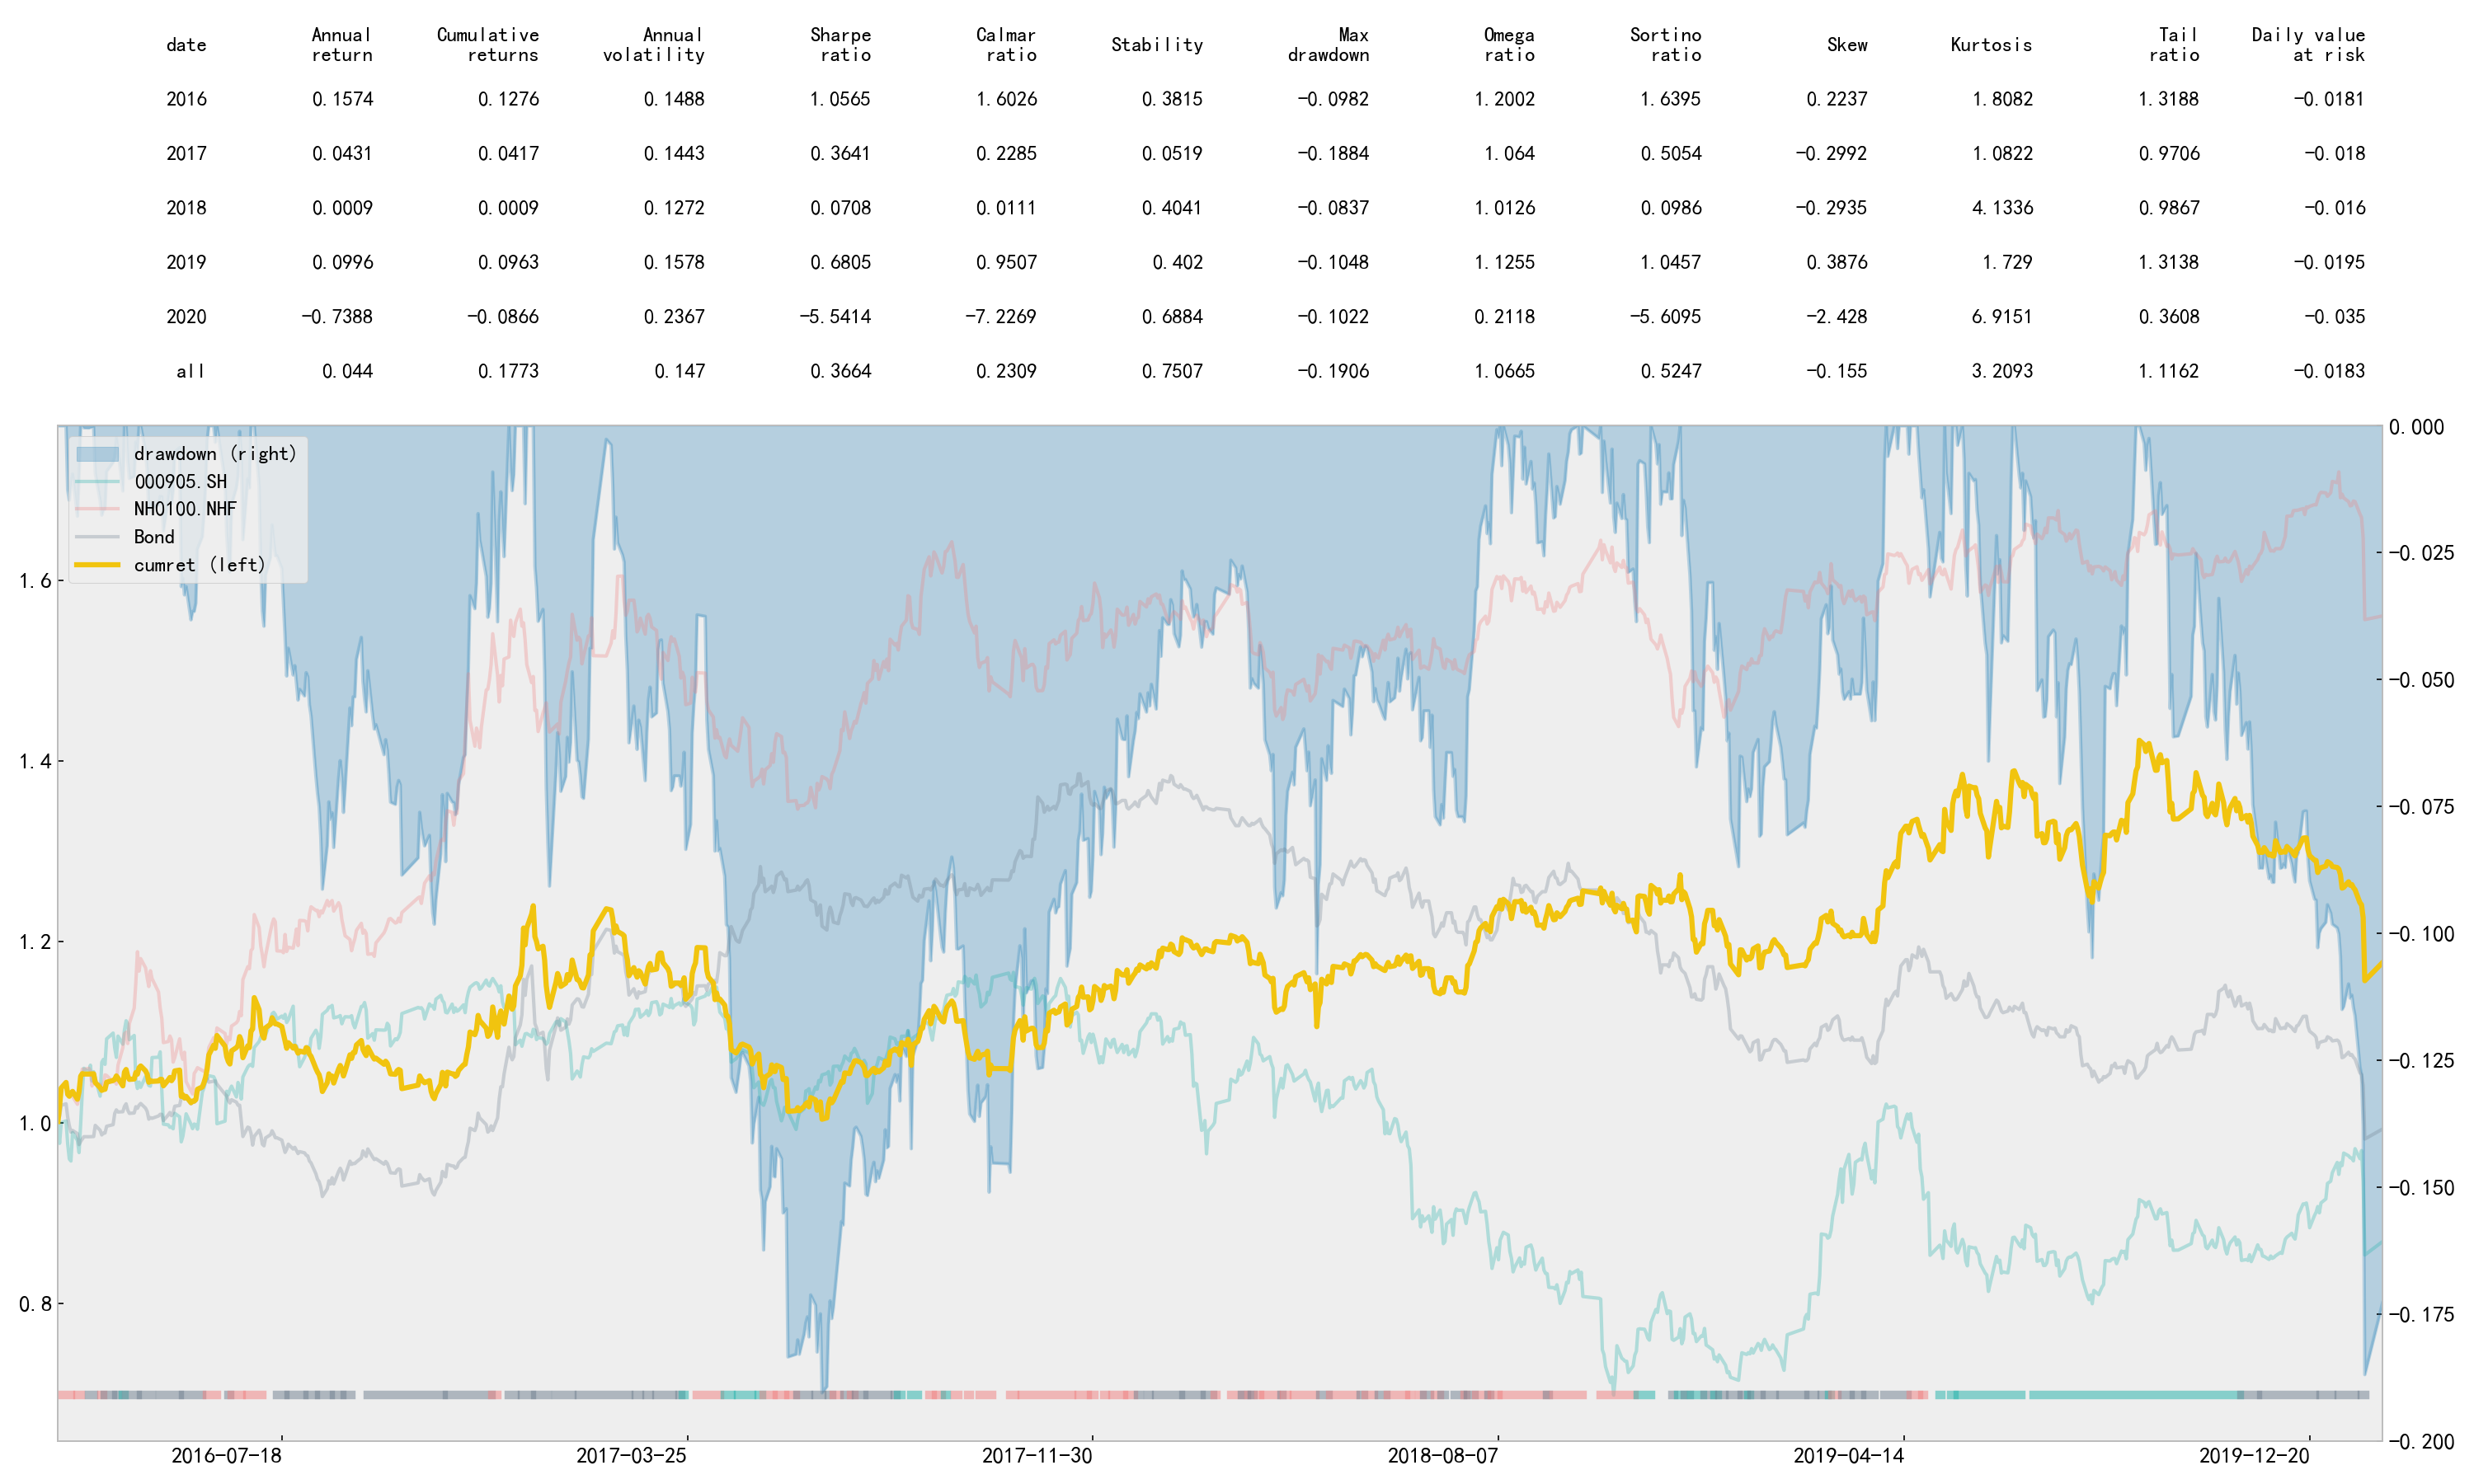 date Annual return Cumulative returns Annual volatility Sharpe ratio Calmar ratio Stability Max drawdown Omega ratio Sortino ratio Skew Kurtosis Tail ratio Daily value at risk
2016 0.1574 0.1276 0.1488 1.0565 1.6026 0.3815 −0.0982 1.2002 1.6395 0.2237 1.8082 1.3188 −0.0181
2017 0.0431 0.0417 0.1443 0.3641 0.2285 0.0519 −0.1884 1.064 0.5054 −0.2992 1.0822 0.9706 −0.018
2018 0.0009 0.0009 0.1272 0.0708 0.0111 0.4041 −0.0837 1.0126 0.0986 −0.2935 4.1336 0.9867 −0.016
2019 0.0996 0.0963 0.1578 0.6805 0.9507 0.402 −0.1048 1.1255 1.0457 0.3876 1.729 1.3138 −0.0195
2020 −0.7388 −0.0866 0.2367 −5.5414 −7.2269 0.6884 −0.1022 0.2118 −5.6095 −2.428 6.9151 0.3608 −0.035
all 0.044 0.1773 0.147 0.3664 0.2309 0.7507 −0.1906 1.0665 0.5247 −0.155 3.2093 1.1162 −0.0183
drawdown (right)
000905.SH
NH0100.NHF
Bond
cumret (left)
1.6
1.4
1.2
1.0
0.8
0.000
−0.025
−0.050
−0.075
−0.100
−0.125
−0.150
−0.175
−0.200
2016-07-18 2017-03-25 2017-11-30 2018-08-07 2019-04-14 2019-12-20